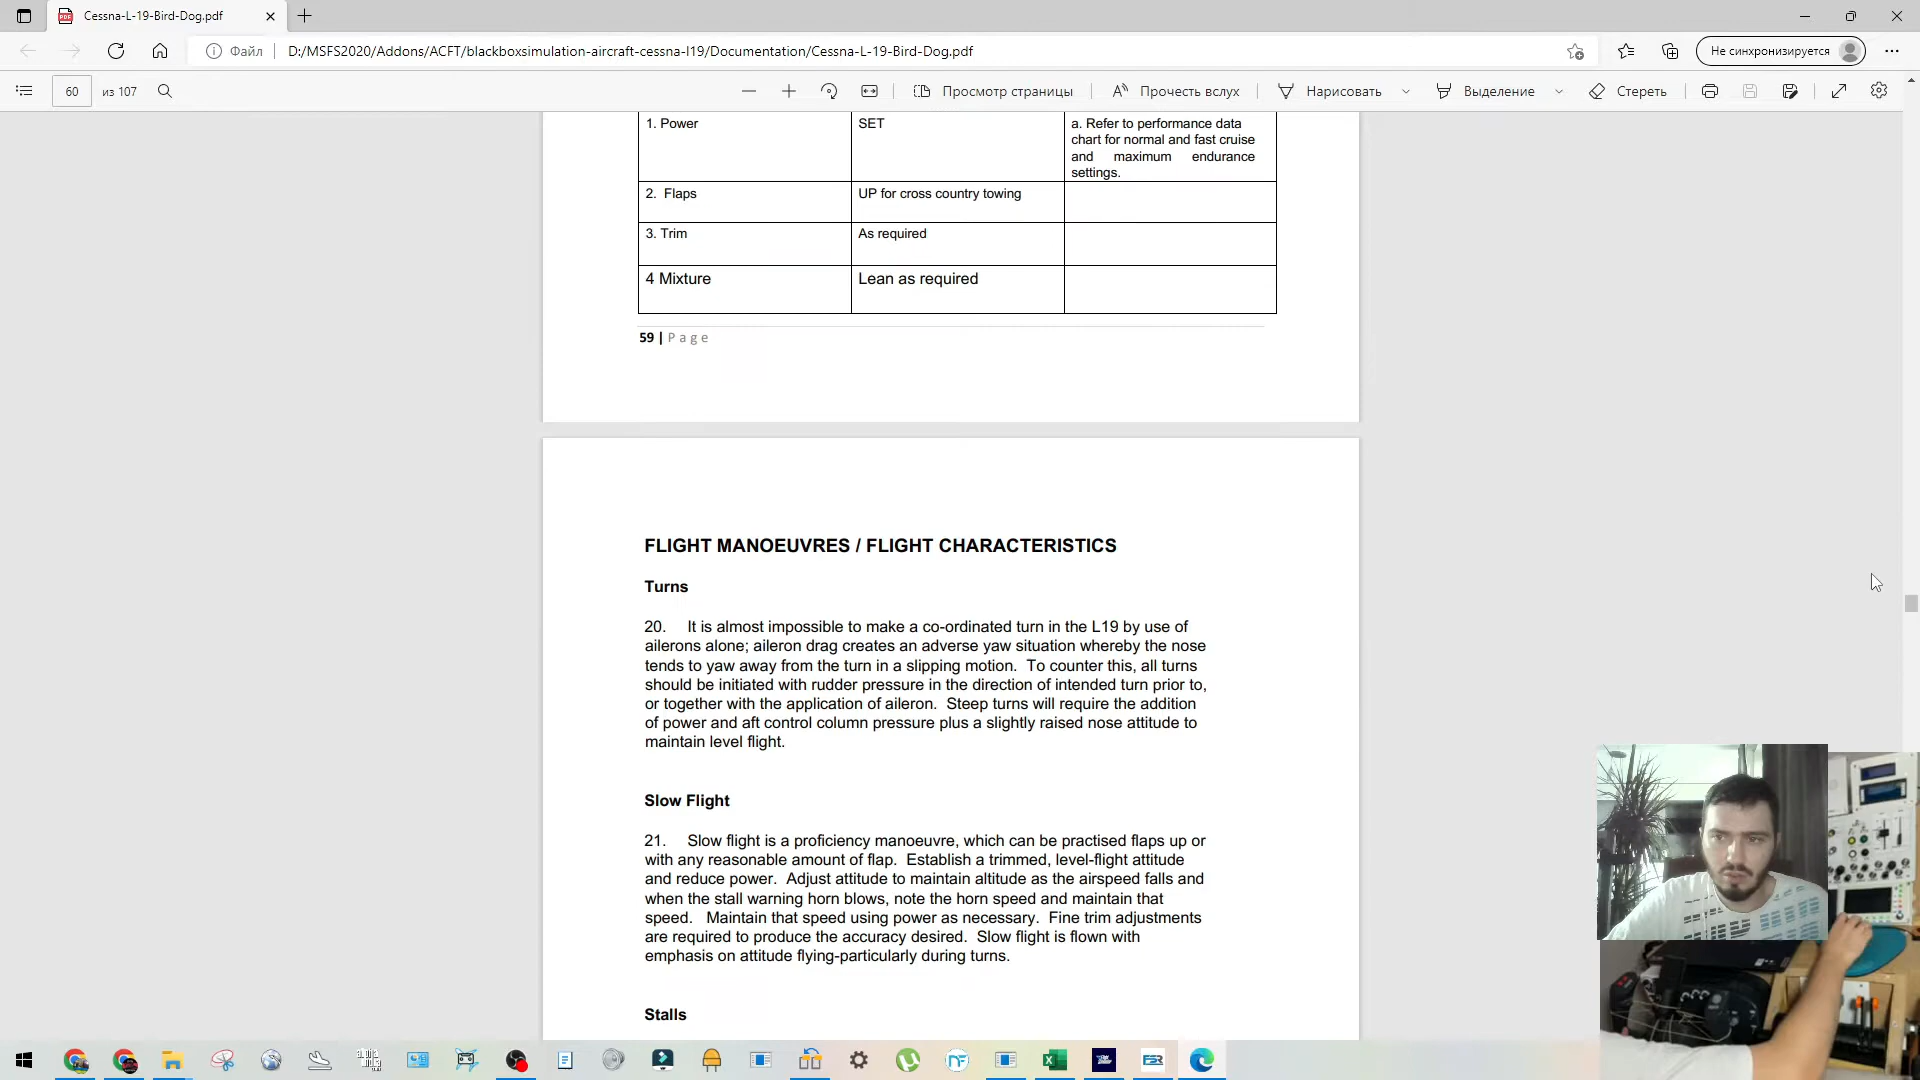 Cessna-L-19-Bird-Dog.pdf
Файл
D:/MSFS2020/Addons/ACFT/blackboxsimulation-aircraft-cessna-l19/Documentation/Cessna-L-19-Bird-Dog.pdf
Не синхронизируется
60 из 107
Просмотр страницы
Прочесть вслух
Нарисовать
Выделение
Стереть
1. Power
SET
a. Refer to performance data
chart for normal and fast cruise
and maximum endurance
settings.
2. Flaps
UP for cross country towing
3. Trim
As required
4 Mixture
Lean as required
59 | Page
FLIGHT MANOEUVRES / FLIGHT CHARACTERISTICS
Turns
20. It is almost impossible to make a co-ordinated turn in the L19 by use of
ailerons alone; aileron drag creates an adverse yaw situation whereby the nose
tends to yaw away from the turn in a slipping motion. To counter this, all turns
should be initiated with rudder pressure in the direction of intended turn prior to,
or together with the application of aileron. Steep turns will require the addition
of power and aft control column pressure plus a slightly raised nose attitude to
maintain level flight.
Slow Flight
21. Slow flight is a proficiency manoeuvre, which can be practised flaps up or
with any reasonable amount of flap. Establish a trimmed, level-flight attitude
and reduce power. Adjust attitude to maintain altitude as the airspeed falls and
when the stall warning horn blows, note the horn speed and maintain that
speed. Maintain that speed using power as necessary. Fine trim adjustments
are required to produce the accuracy desired. Slow flight is flown with
emphasis on attitude flying-particularly during turns.
Stalls
FSR